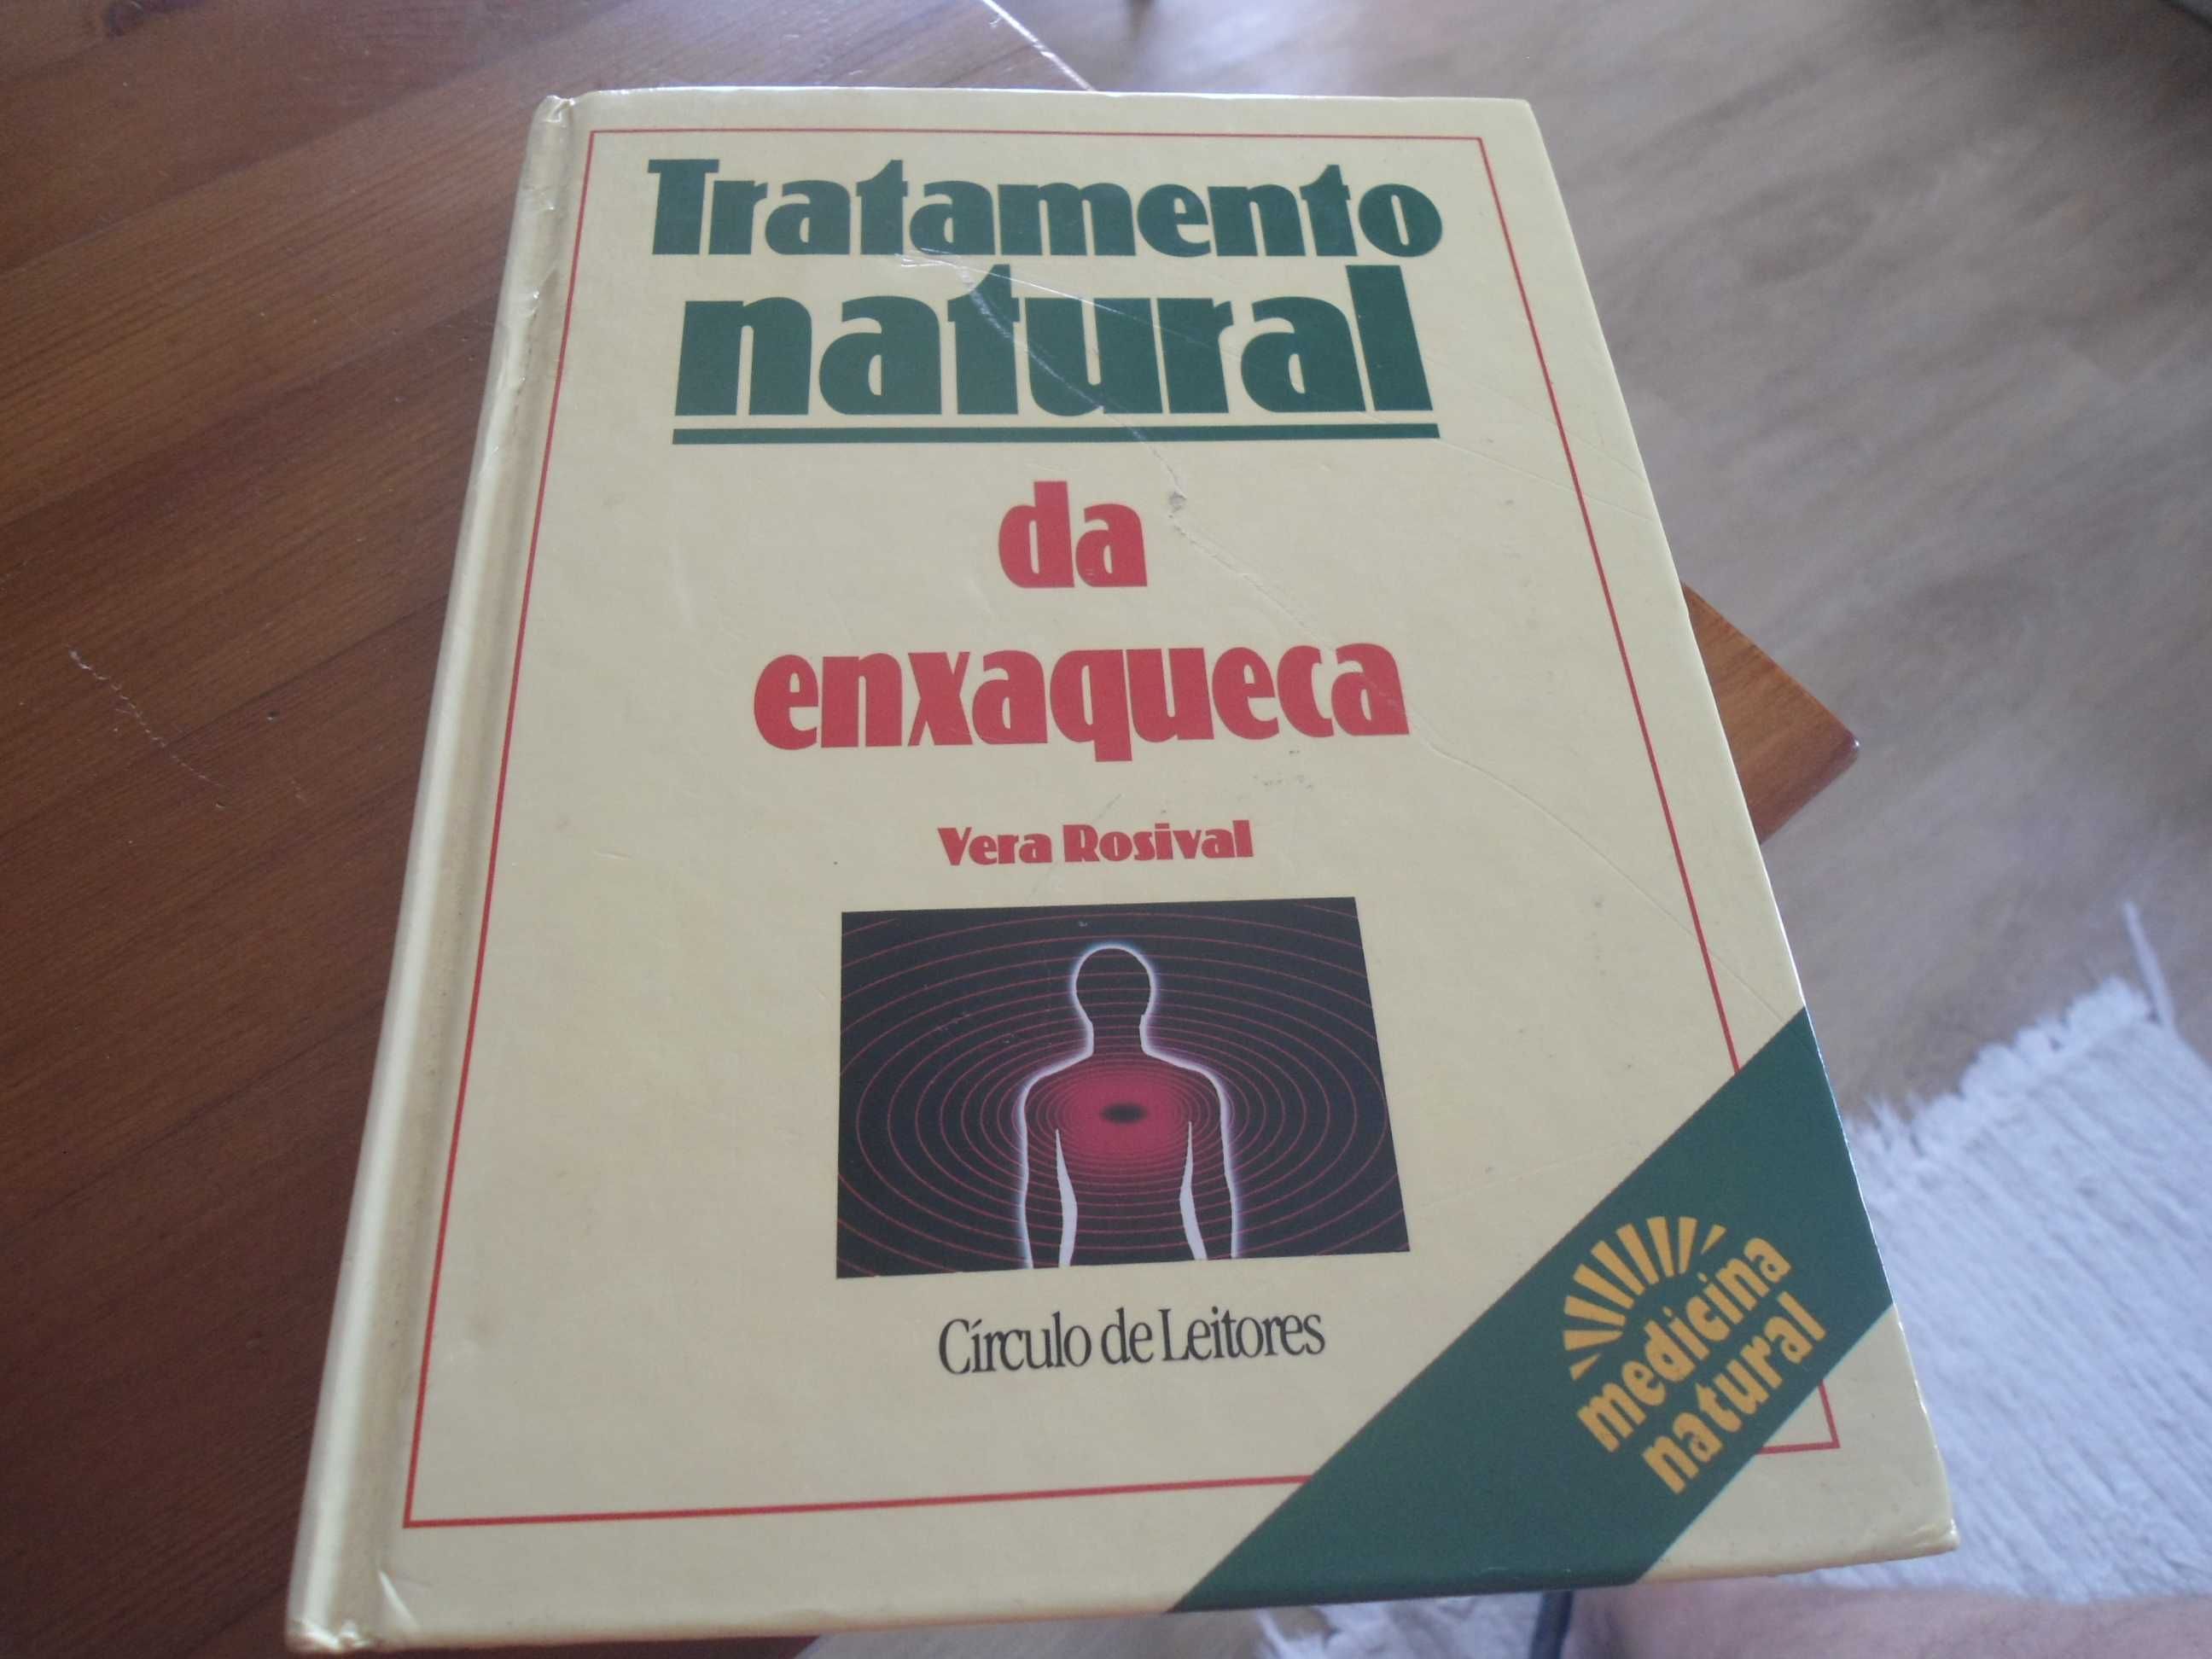 Tratamento
natural
da
enxaqueca
Vera Rosival
Círculo de Leitores
medicina
natural